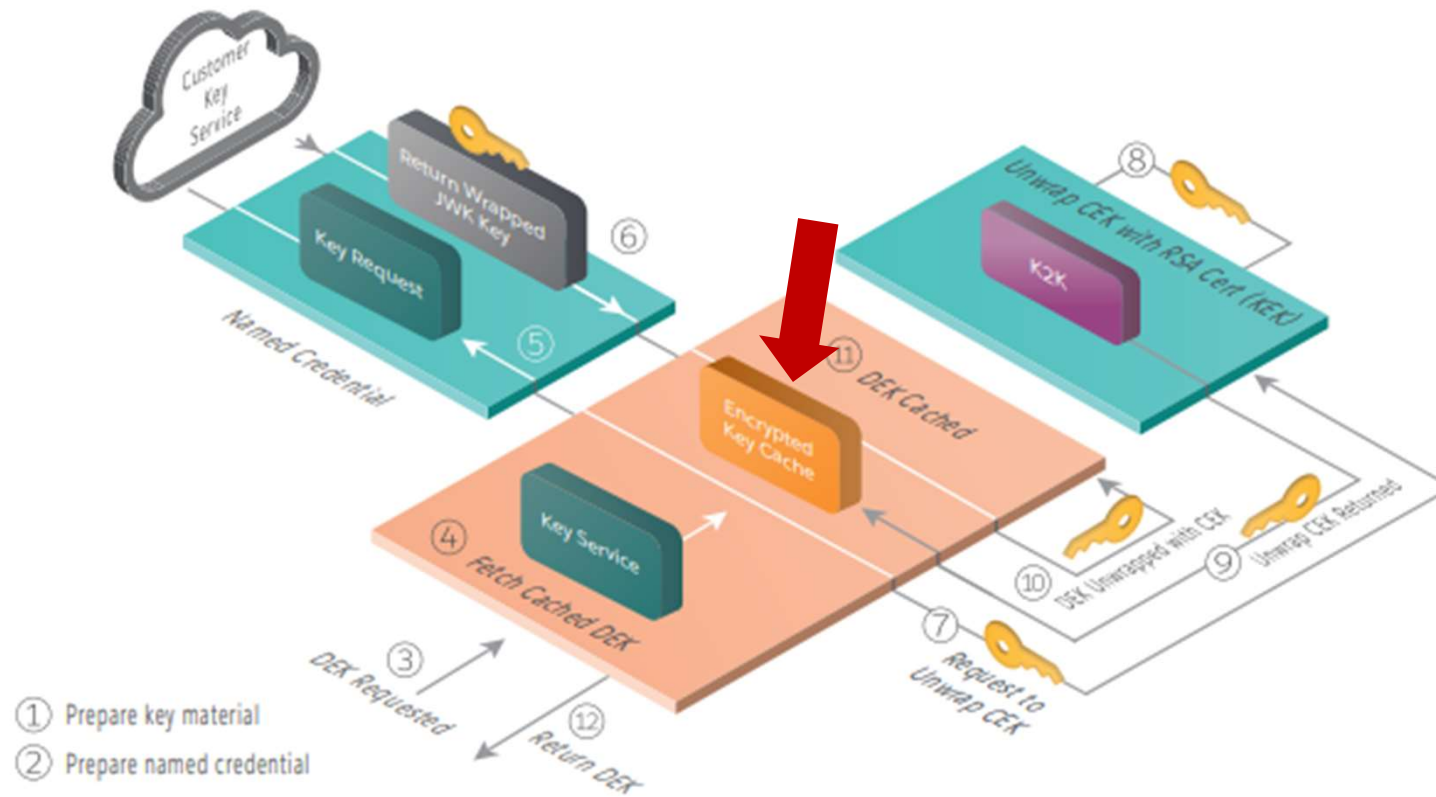 Customer
Key
Service
Return Wrapped
JWK Key
Key Request
⑥
⑤
Named Credential
⑧
Unwrap CEK with RSA Cert (KEK)
K2K
⑪ DEK Cached
Encrypted
Key Cache
Key Service
④ Fetch Cached DEK
③
DEK Requested
⑫
Return DEK
⑩ DEK Unwrapped with CEK
⑨ Unwrap CEK Returned
⑦ Request to
Unwrap CEK
① Prepare key material
② Prepare named credential